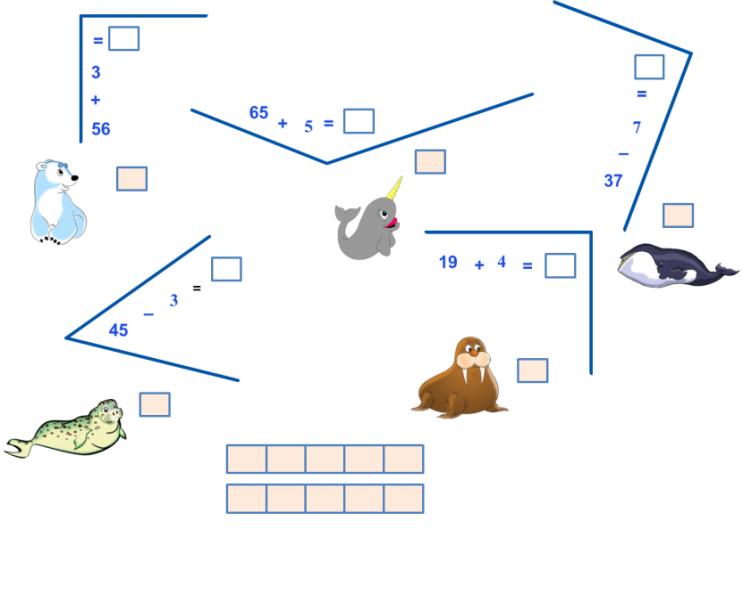 =
3
+
56
65 + 5 =
=
7
–
37
45 – 3 =
19 + 4 =